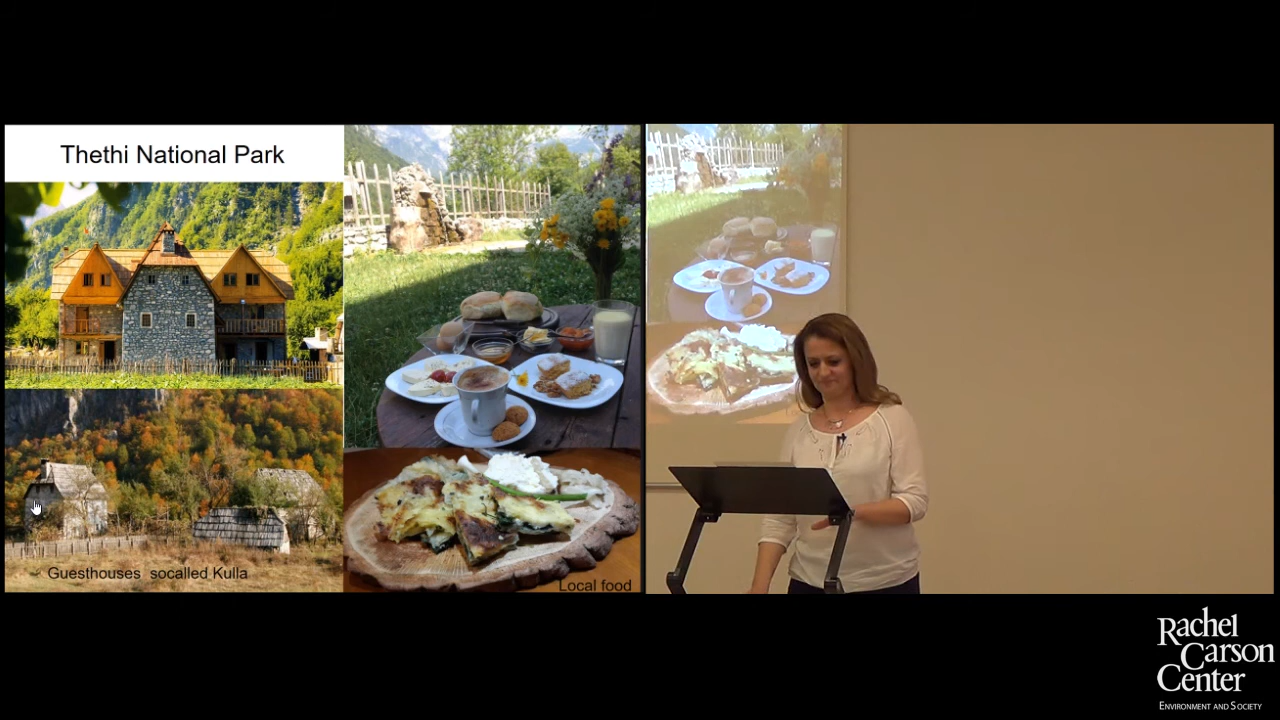 Thethi National Park
Guesthouses socalled Kulla
Local food
Rachel
Carson
Center
ENVIRONMENT AND SOCIETY